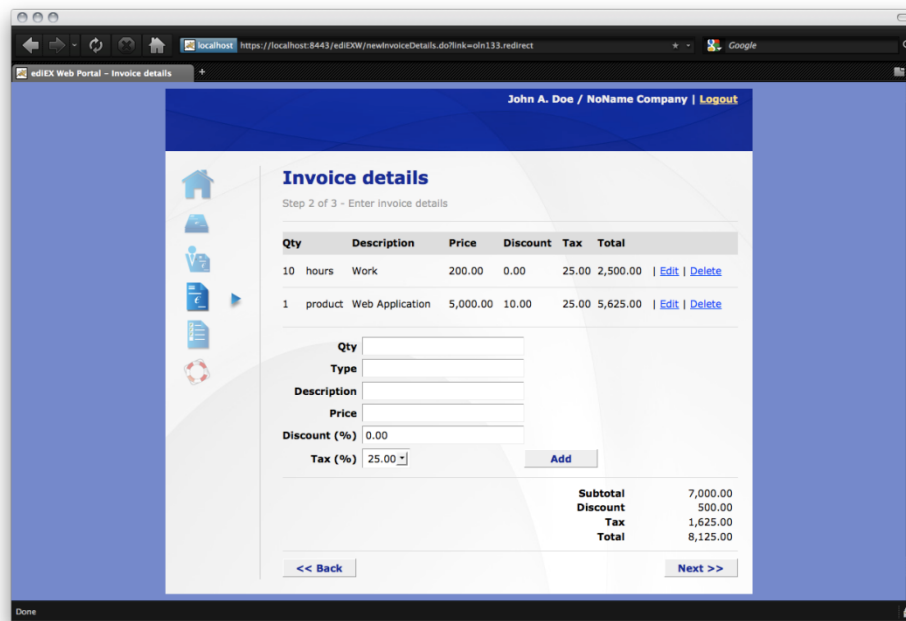 localhost https://localhost:8443/ediEXW/newInvoiceDetails.do?link=oln133.redirect Google
ediEX Web Portal – Invoice details +
John A. Doe / NoName Company | Logout
Invoice details
Step 2 of 3 - Enter invoice details
Qty Description Price Discount Tax Total
10 hours Work 200.00 0.00 25.00 2,500.00 | Edit | Delete
1 product Web Application 5,000.00 10.00 25.00 5,625.00 | Edit | Delete
Qty
Type
Description
Price
Discount (%) 0.00
Tax (%) 25.00 Add
Subtotal 7,000.00
Discount 500.00
Tax 1,625.00
Total 8,125.00
<< Back Next >>
Done